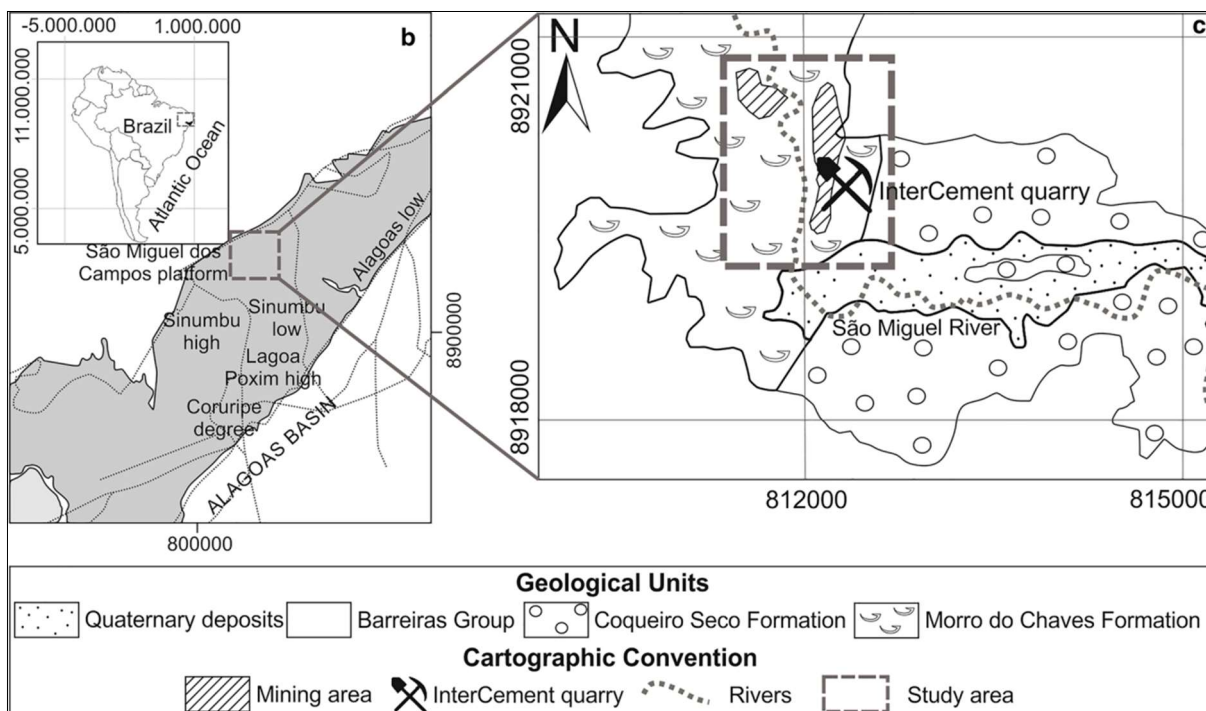 -5.000.000
1.000.000
b
11.000.000
5.000.000
Brazil
Atlantic Ocean
São Miguel dos
Campos platform
Alagoas low
Sinumbu
high
Sinumbu
low
Lagoa
Poxim high
Coruripe
degree
ALAGOAS BASIN
8900000
800000
c
N
8921000
8918000
InterCement quarry
São Miguel River
812000
815000
Geological Units
Quaternary deposits
Barreiras Group
Coqueiro Seco Formation
Morro do Chaves Formation
Cartographic Convention
Mining area
InterCement quarry
Rivers
Study area